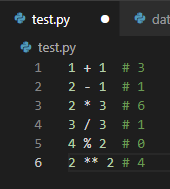 test.py ● dat
test.py
1 1 + 1 # 3
2 2 - 1 # 1
3 2 * 3 # 6
4 3 / 3 # 1
5 4 % 2 # 0
6 2 ** 2 # 4